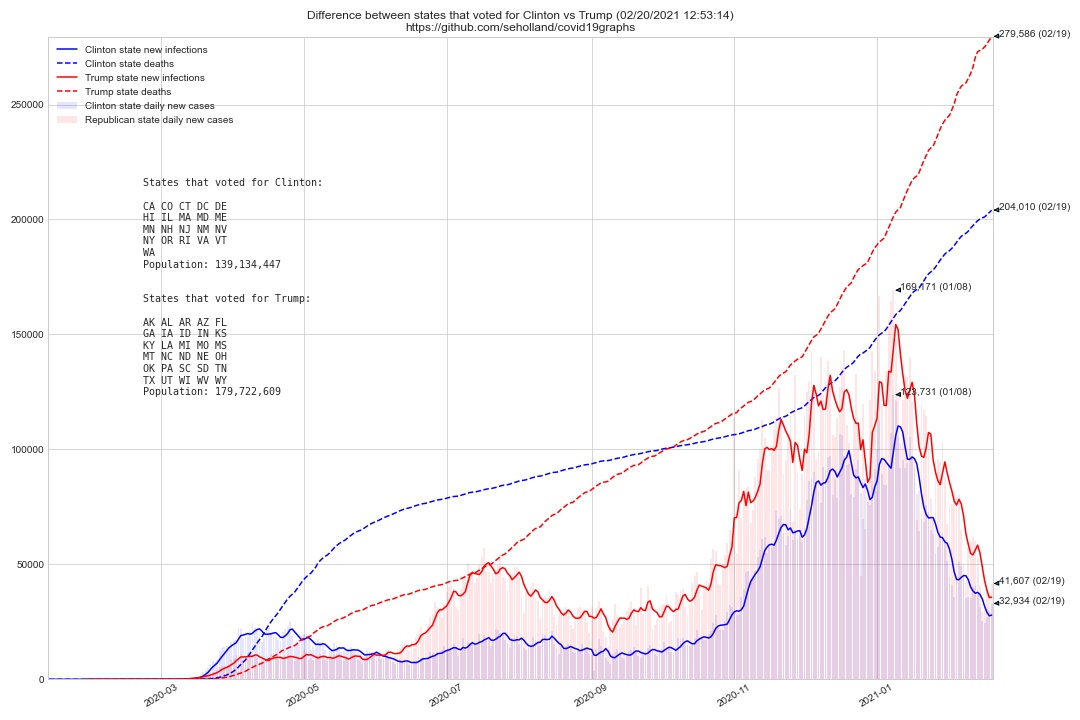 Difference between states that voted for Clinton vs Trump (02/20/2021 12:53:14)
https://github.com/seholland/covid19graphs
Clinton state new infections
Clinton state deaths
Trump state new infections
Trump state deaths
Clinton state daily new cases
Republican state daily new cases
States that voted for Clinton:
CA CO CT DC DE
HI IL MA MD ME
MN NH NJ NM NV
NY OR RI VA VT
WA
Population: 139,134,447
States that voted for Trump:
AK AL AR AZ FL
GA IA ID IN KS
KY LA MI MO MS
MT NC ND NE OH
OK PA SC SD TN
TX UT WI WV WY
Population: 179,722,609
279,586 (02/19)
204,010 (02/19)
169,171 (01/08)
123,731 (01/08)
41,607 (02/19)
32,934 (02/19)
250000
200000
150000
100000
50000
0
2020-03
2020-05
2020-07
2020-09
2020-11
2021-01